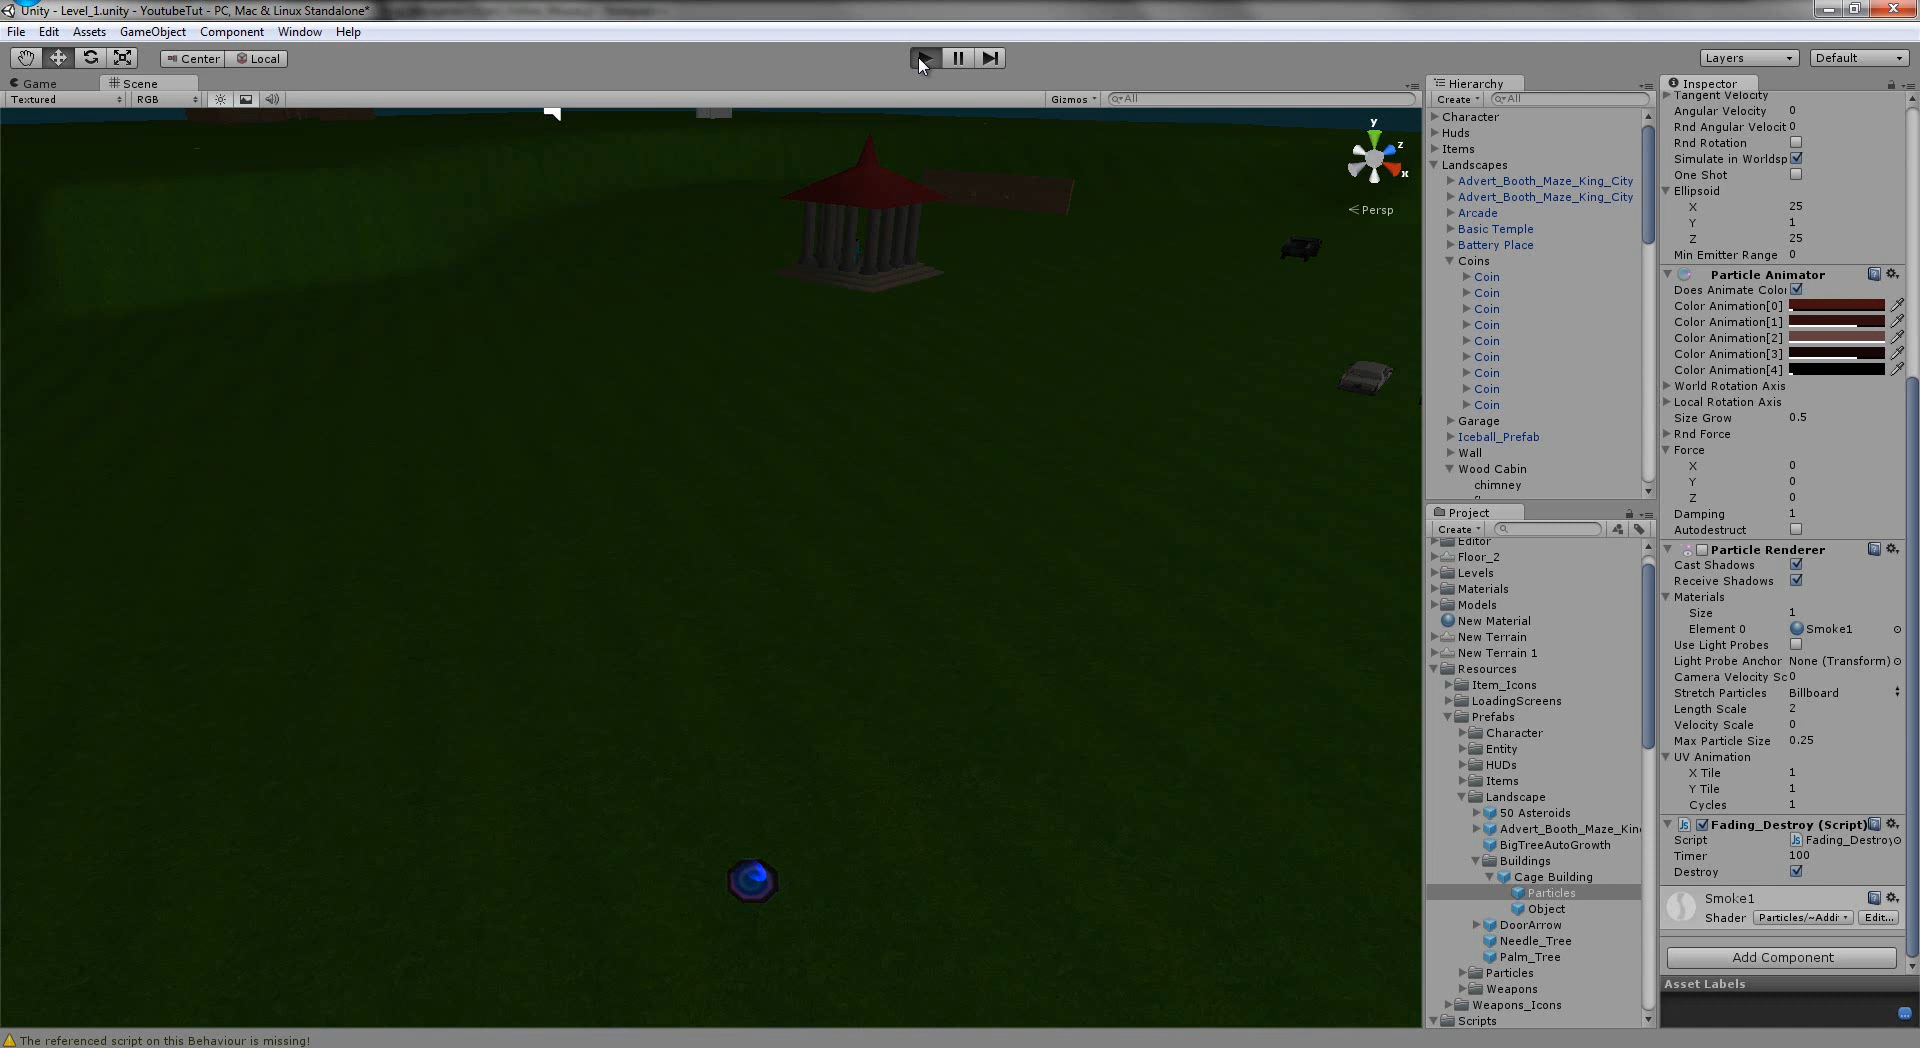 Unity - Level_1.unity - YoutubeTut - PC, Mac & Linux Standalone*
File Edit Assets GameObject Component Window Help
Center Local Layers Default
Game Scene
Textured RGB Gizmos All
y
z
x
Persp
Hierarchy
Create All
Character
Huds
Items
Landscapes
Advert_Booth_Maze_King_City
Advert_Booth_Maze_King_City
Arcade
Basic Temple
Battery Place
Coins
Coin
Coin
Coin
Coin
Coin
Coin
Coin
Coin
Coin
Garage
Iceball_Prefab
Wall
Wood Cabin
chimney
Project
Create
Editor
Floor_2
Levels
Materials
Models
New Material
New Terrain
New Terrain 1
Resources
Item_Icons
LoadingScreens
Prefabs
Character
Entity
HUDs
Items
Landscape
50 Asteroids
Advert_Booth_Maze_Kin
BigTreeAutoGrowth
Buildings
Cage Building
Particles
Object
DoorArrow
Needle_Tree
Palm_Tree
Particles
Weapons
Weapons_Icons
Scripts
Inspector
Tangent Velocity
Angular Velocity 0
Rnd Angular Velocit 0
Rnd Rotation
Simulate in Worldsp
One Shot
Ellipsoid
X 25
Y 1
Z 25
Min Emitter Range 0
Particle Animator
Does Animate Color
Color Animation[0]
Color Animation[1]
Color Animation[2]
Color Animation[3]
Color Animation[4]
World Rotation Axis
Local Rotation Axis
Size Grow 0.5
Rnd Force
Force
X 0
Y 0
Z 0
Damping 1
Autodestruct
Particle Renderer
Cast Shadows
Receive Shadows
Materials
Size 1
Element 0 Smoke1
Use Light Probes
Light Probe Anchor None (Transform)
Camera Velocity Sc 0
Stretch Particles Billboard
Length Scale 2
Velocity Scale 0
Max Particle Size 0.25
UV Animation
X Tile 1
Y Tile 1
Cycles 1
Fading_Destroy (Script)
Script Fading_Destroy
Timer 100
Destroy
Smoke1
Shader Particles/~Addi Edit...
Add Component
Asset Labels
The referenced script on this Behaviour is missing!